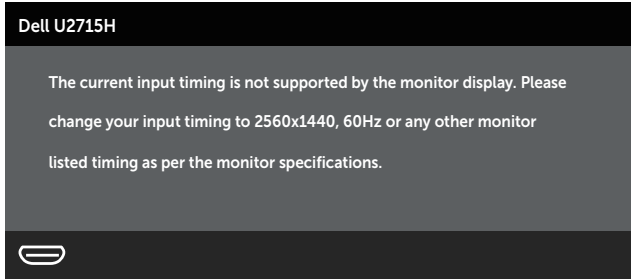 Dell U2715H
The current input timing is not supported by the monitor display. Please
change your input timing to 2560x1440, 60Hz or any other monitor
listed timing as per the monitor specifications.